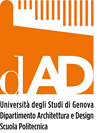 dAD
Università degli Studi di Genova
Dipartimento Architettura e Design
Scuola Politecnica